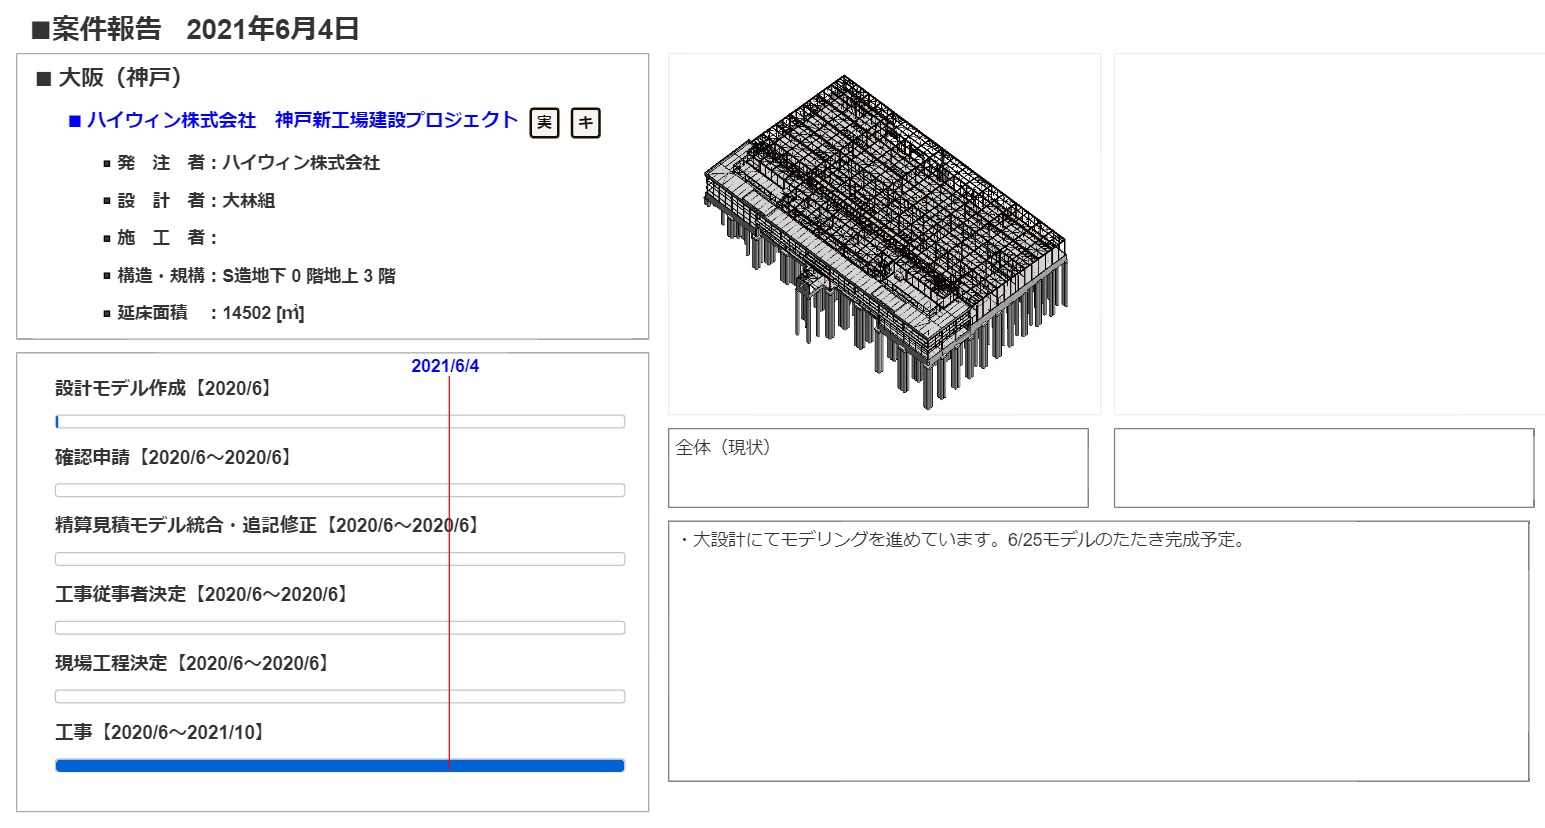 ■案件報告　2021年6月4日
■ 大阪（神戸）
■ ハイウィン株式会社　神戸新工場建設プロジェクト 実 キ
▪ 発　注　者：ハイウィン株式会社
▪ 設　計　者：大林組
▪ 施　工　者：
▪ 構造・規構：S造地下 0 階地上 3 階
▪ 延床面積　：14502 [㎡]
2021/6/4
設計モデル作成【2020/6】
確認申請【2020/6～2020/6】
精算見積モデル統合・追記修正【2020/6～2020/6】
工事従事者決定【2020/6～2020/6】
現場工程決定【2020/6～2020/6】
工事【2020/6～2021/10】
全体（現状）
・大設計にてモデリングを進めています。6/25モデルのたたき完成予定。